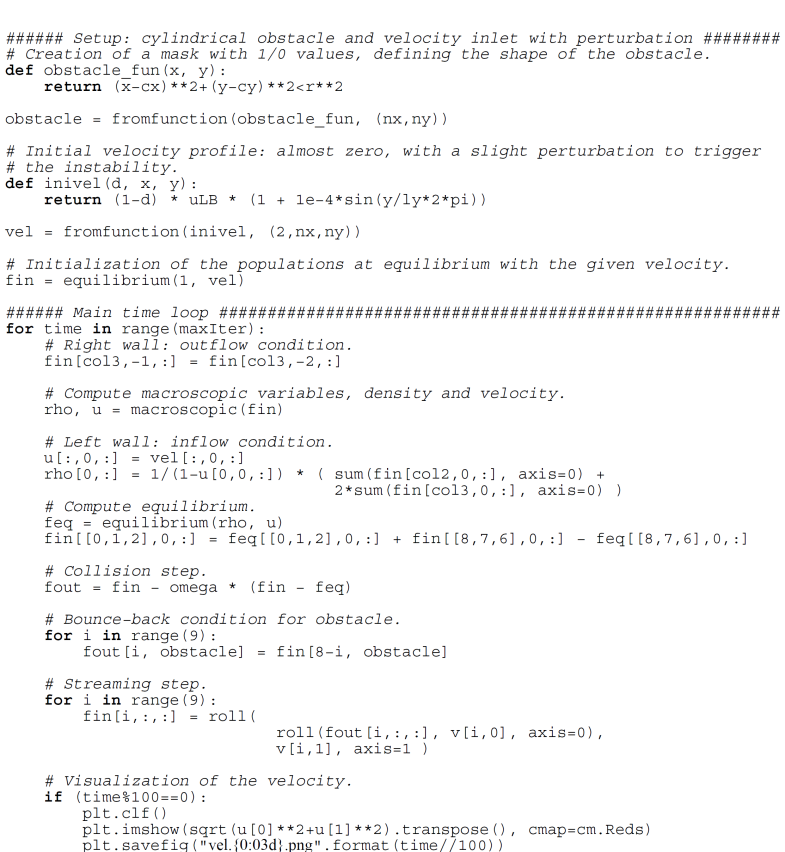 ###### Setup: cylindrical obstacle and velocity inlet with perturbation ########
# Creation of a mask with 1/0 values, defining the shape of the obstacle.
def obstacle_fun(x, y):
    return (x-cx)**2+(y-cy)**2<r**2

obstacle = fromfunction(obstacle_fun, (nx,ny))

# Initial velocity profile: almost zero, with a slight perturbation to trigger
# the instability.
def inivel(d, x, y):
    return (1-d) * uLB * (1 + 1e-4*sin(y/ly*2*pi))

vel = fromfunction(inivel, (2,nx,ny))

# Initialization of the populations at equilibrium with the given velocity.
fin = equilibrium(1, vel)

###### Main time loop ##########################################################
for time in range(maxIter):
    # Right wall: outflow condition.
    fin[col3,-1,:] = fin[col3,-2,:]

    # Compute macroscopic variables, density and velocity.
    rho, u = macroscopic(fin)

    # Left wall: inflow condition.
    u[:,0,:] = vel[:,0,:]
    rho[0,:] = 1/(1-u[0,0,:]) * ( sum(fin[col2,0,:], axis=0) +
                                  2*sum(fin[col3,0,:], axis=0) )
    # Compute equilibrium.
    feq = equilibrium(rho, u)
    fin[[0,1,2],0,:] = feq[[0,1,2],0,:] + fin[[8,7,6],0,:] - feq[[8,7,6],0,:]

    # Collision step.
    fout = fin - omega * (fin - feq)

    # Bounce-back condition for obstacle.
    for i in range(9):
        fout[i, obstacle] = fin[8-i, obstacle]

    # Streaming step.
    for i in range(9):
        fin[i,:,:] = roll(
                            roll(fout[i,:,:], v[i,0], axis=0),
                            v[i,1], axis=1 )

    # Visualization of the velocity.
    if (time%100==0):
        plt.clf()
        plt.imshow(sqrt(u[0]**2+u[1]**2).transpose(), cmap=cm.Reds)
        plt.savefig("vel.{0:03d}.png".format(time//100))